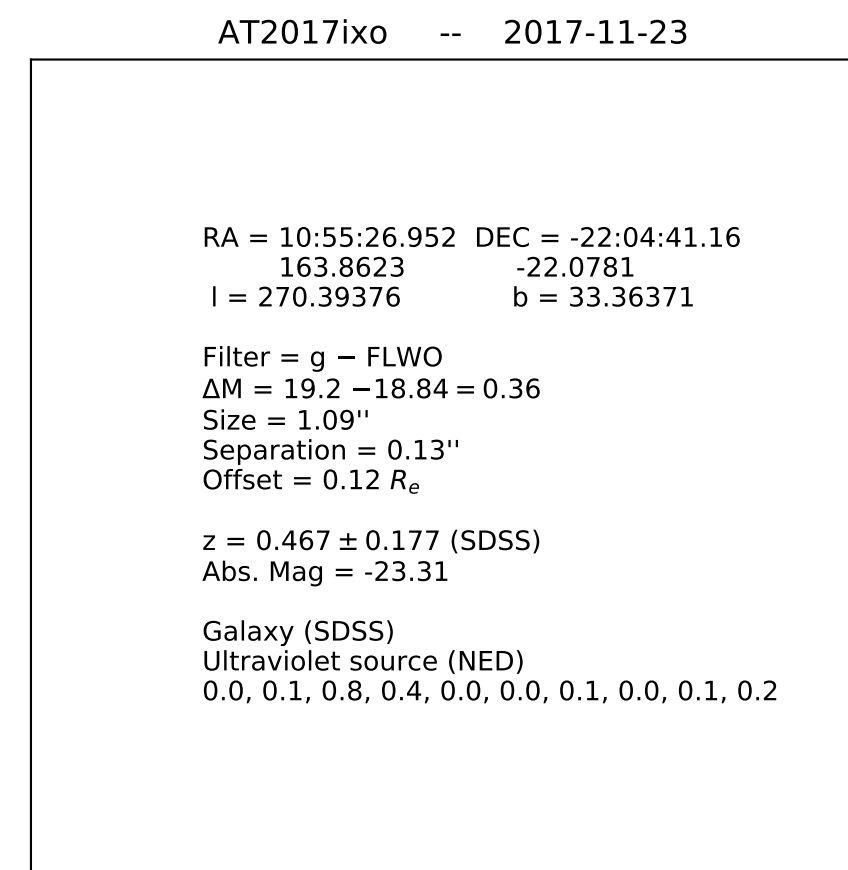 AT2017ixo -- 2017-11-23
RA = 10:55:26.952 DEC = -22:04:41.16
163.8623 -22.0781
l = 270.39376 b = 33.36371
Filter = g − FLWO
ΔM = 19.2 −18.84 = 0.36
Size = 1.09''
Separation = 0.13''
Offset = 0.12 Re
z = 0.467 ± 0.177 (SDSS)
Abs. Mag = -23.31
Galaxy (SDSS)
Ultraviolet source (NED)
0.0, 0.1, 0.8, 0.4, 0.0, 0.0, 0.1, 0.0, 0.1, 0.2